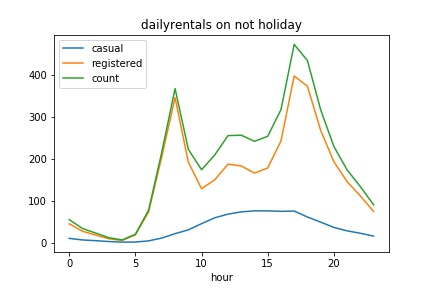 dailyrentals on not holiday
casual
registered
count
400
300
200
100
0
0 5 10 15 20
hour